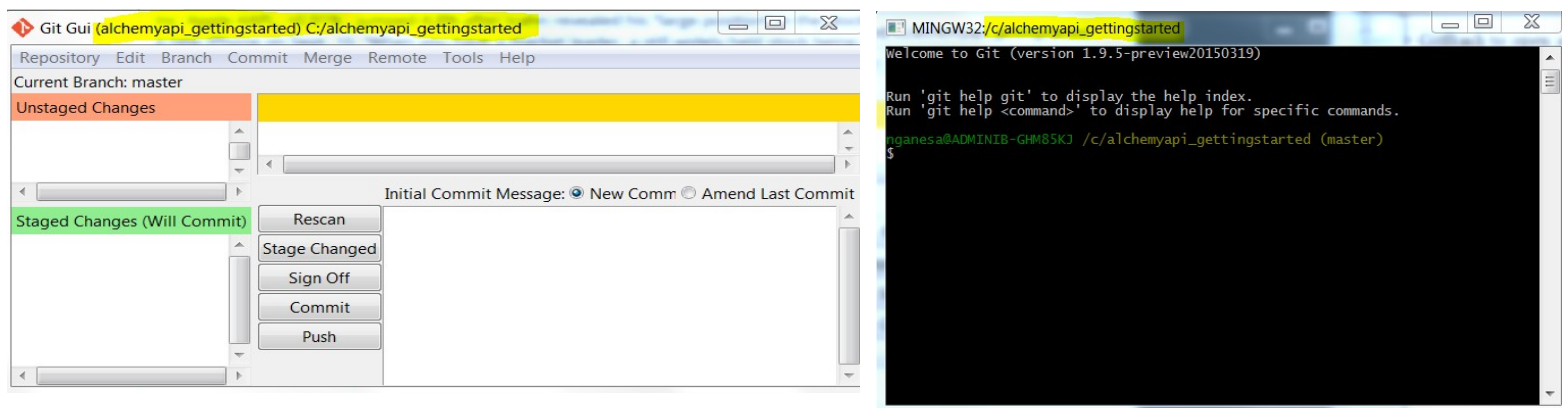 Git Gui (alchemyapi_gettingstarted) C:/alchemyapi_gettingstarted
Repository Edit Branch Commit Merge Remote Tools Help
Current Branch: master
Unstaged Changes
Initial Commit Message: New Comm Amend Last Commit
Staged Changes (Will Commit)
Rescan
Stage Changed
Sign Off
Commit
Push
MINGW32:/c/alchemyapi_gettingstarted
Welcome to Git (version 1.9.5-preview20150319)
Run 'git help git' to display the help index.
Run 'git help <command>' to display help for specific commands.
nganesa@ADMINIB-GHM85KJ /c/alchemyapi_gettingstarted (master)
$